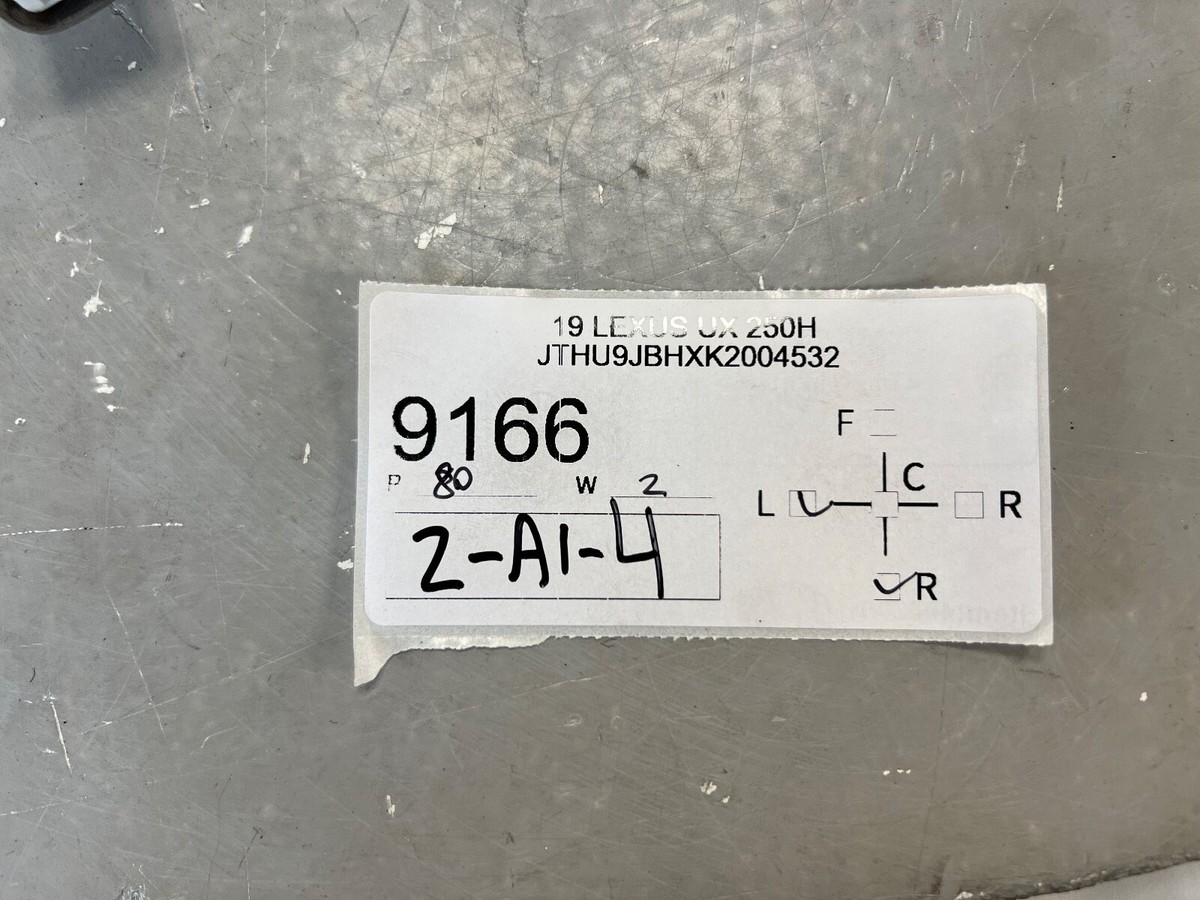 19 LEXUS UX 250H
JTHU9JBHXK2004532
9166
P 80 W 2
2-A1-4
F
C
L R
R